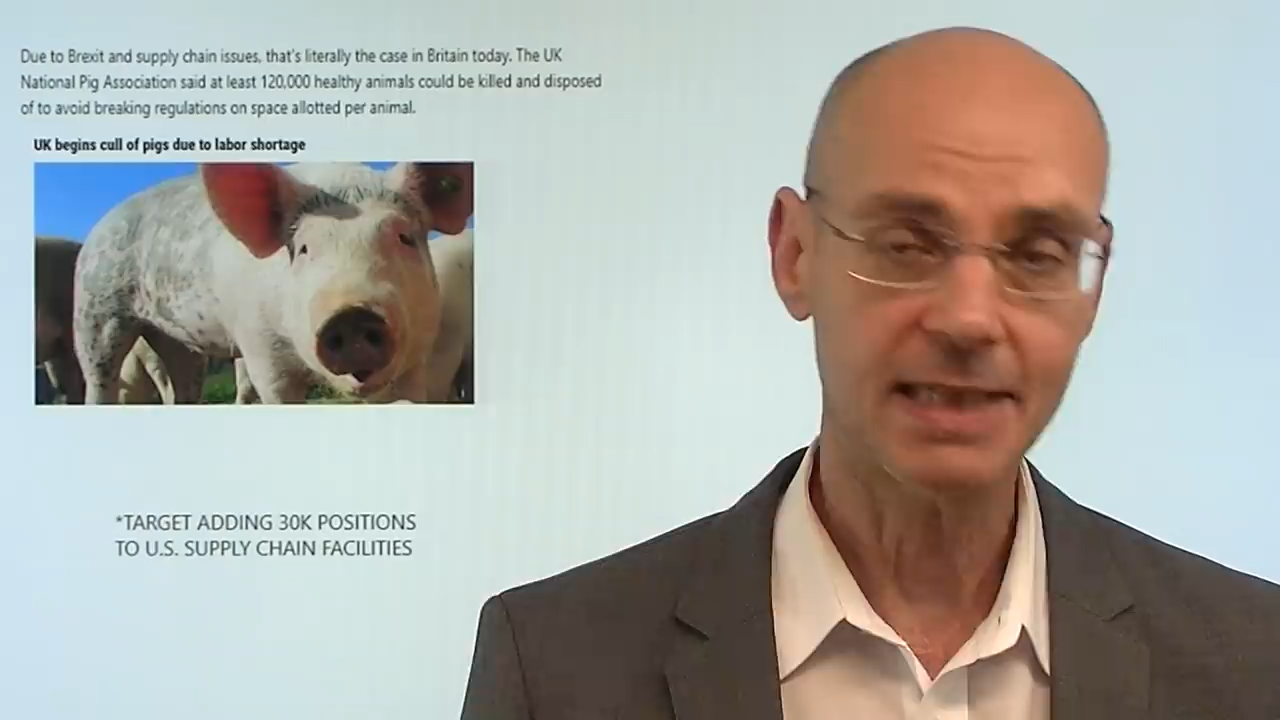 Due to Brexit and supply chain issues, that's literally the case in Britain today. The UK
National Pig Association said at least 120,000 healthy animals could be killed and disposed
of to avoid breaking regulations on space allotted per animal.
UK begins cull of pigs due to labor shortage
*TARGET ADDING 30K POSITIONS
TO U.S. SUPPLY CHAIN FACILITIES